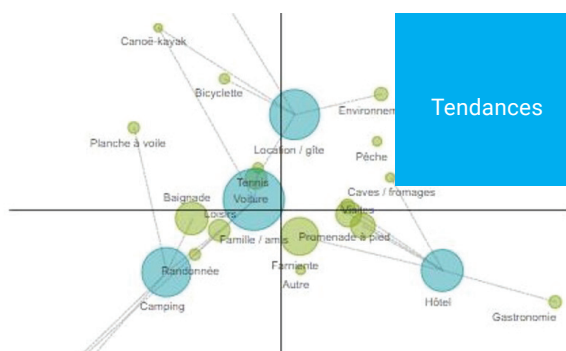 Canoë-kayak
Bicyclette
Environnem
Tendances
Planche à voile
Location / gîte
Pêche
Tennis
Caves / fromages
Baignade
Voiture
Loisirs
Visites
Famille / amis
Promenade à pied
Randonnée
Farniente
Autre
Camping
Hôtel
Gastronomie